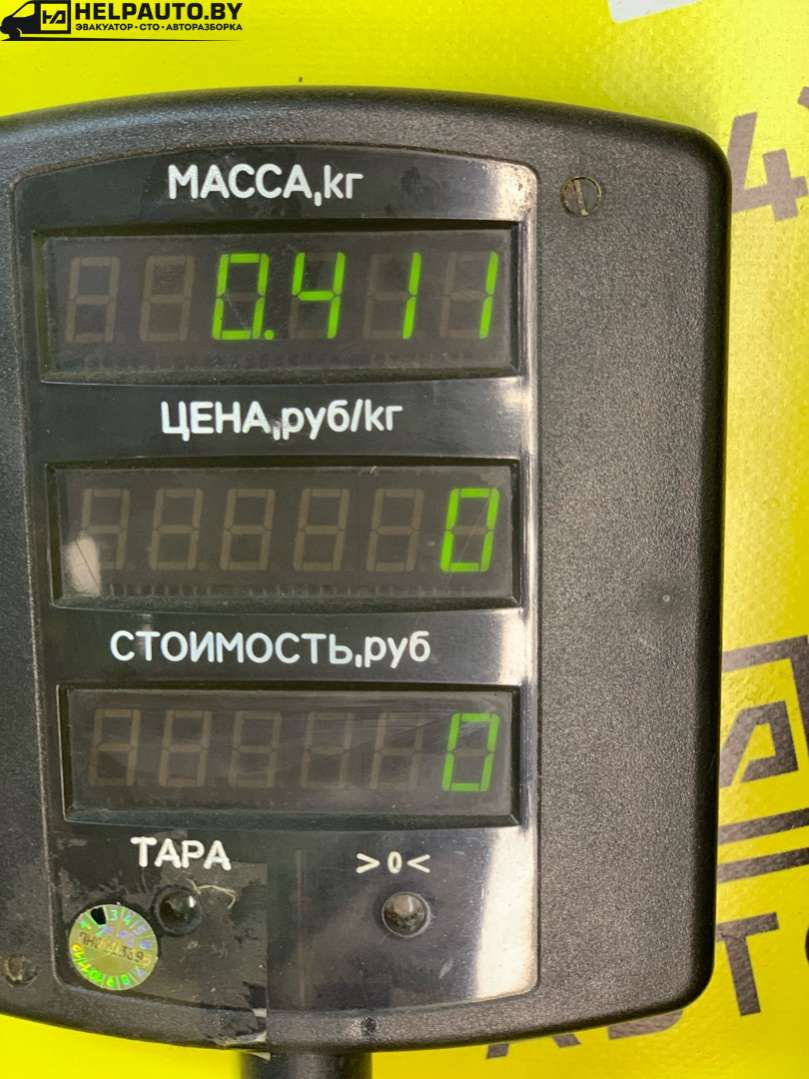 HELPAUTO.BY
ЭВАКУАТОР • СТО • АВТОРАЗБОРКА
МАССА,кг
0.411
ЦЕНА,руб/кг
0
СТОИМОСТЬ,руб
0
ТАРА >0<